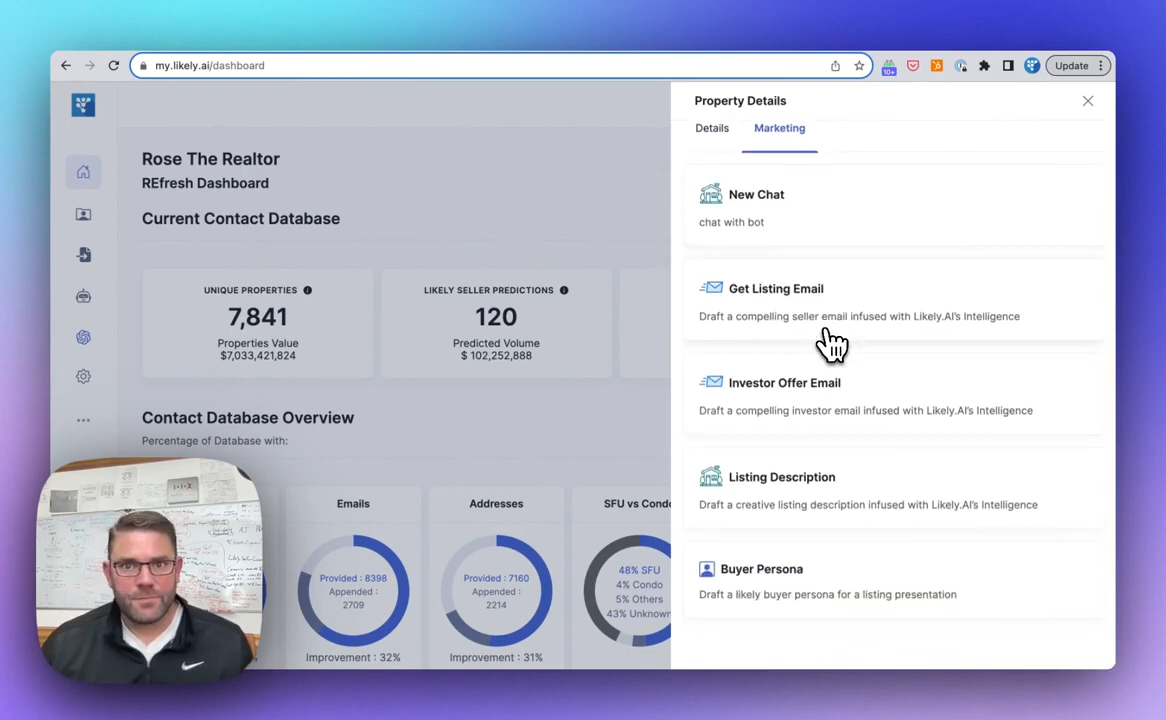 my.likely.ai/dashboard
10+
Update
Rose The Realtor
REfresh Dashboard
Current Contact Database
UNIQUE PROPERTIES
7,841
Properties Value
$7,033,421,824
LIKELY SELLER PREDICTIONS
120
Predicted Volume
$ 102,252,888
Contact Database Overview
Percentage of Database with:
Emails
Provided : 8398
Appended :
2709
Improvement : 32%
Addresses
Provided : 7160
Appended :
2214
Improvement : 31%
SFU vs Condo
48% SFU
4% Condo
5% Others
43% Unknown
Property Details
Details
Marketing
New Chat
chat with bot
Get Listing Email
Draft a compelling seller email infused with Likely.AI's Intelligence
Investor Offer Email
Draft a compelling investor email infused with Likely.AI's Intelligence
Listing Description
Draft a creative listing description infused with Likely.AI's Intelligence
Buyer Persona
Draft a likely buyer persona for a listing presentation